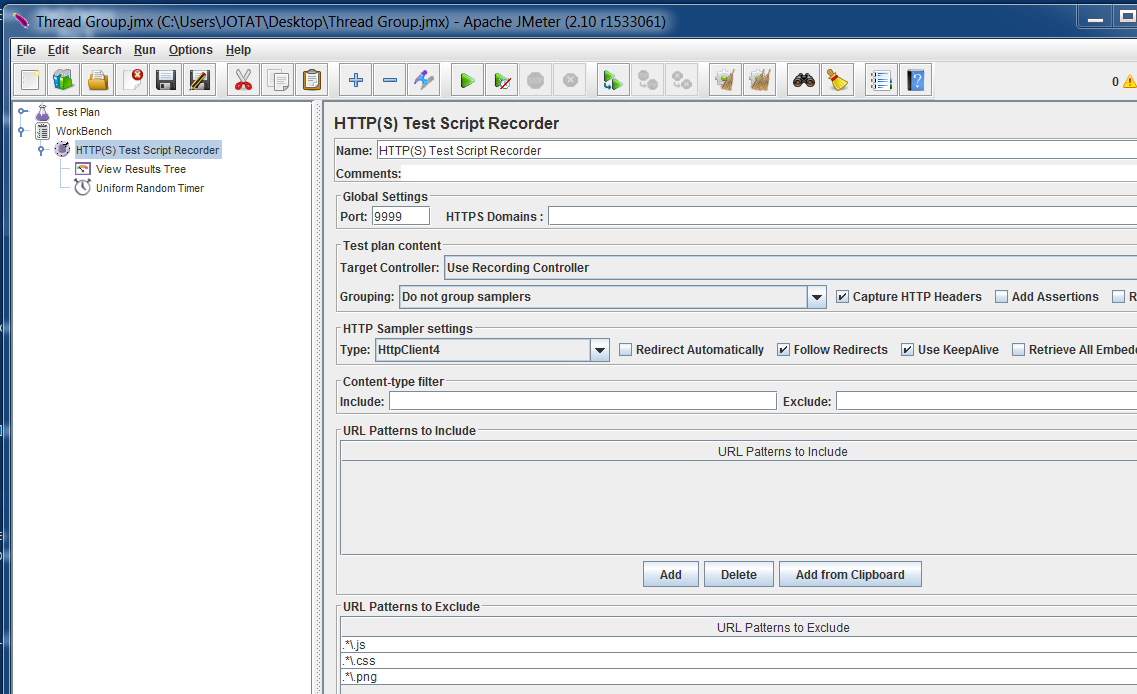 Thread Group.jmx (C:\Users\JOTAT\Desktop\Thread Group.jmx) - Apache JMeter (2.10 r1533061)
File Edit Search Run Options Help
0
Test Plan
WorkBench
HTTP(S) Test Script Recorder
View Results Tree
Uniform Random Timer
HTTP(S) Test Script Recorder
Name: HTTP(S) Test Script Recorder
Comments:
Global Settings
Port: 9999 HTTPS Domains :
Test plan content
Target Controller: Use Recording Controller
Grouping: Do not group samplers Capture HTTP Headers Add Assertions R
HTTP Sampler settings
Type: HttpClient4 Redirect Automatically Follow Redirects Use KeepAlive Retrieve All Embed
Content-type filter
Include: Exclude:
URL Patterns to Include
URL Patterns to Include
Add Delete Add from Clipboard
URL Patterns to Exclude
URL Patterns to Exclude
.*\.js
.*\.css
.*\.png